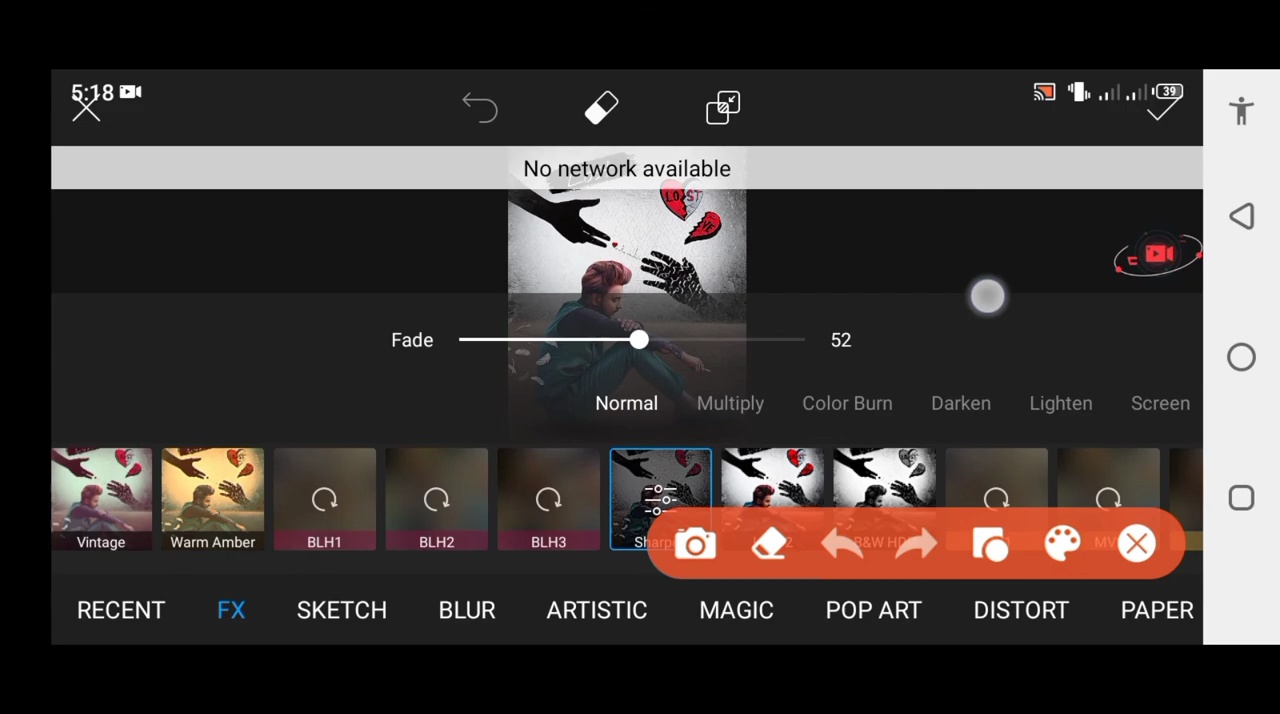 5:18
39
No network available
LOST
Fade
52
Normal Multiply Color Burn Darken Lighten Screen
Vintage Warm Amber BLH1 BLH2 BLH3
RECENT FX SKETCH BLUR ARTISTIC MAGIC POP ART DISTORT PAPER